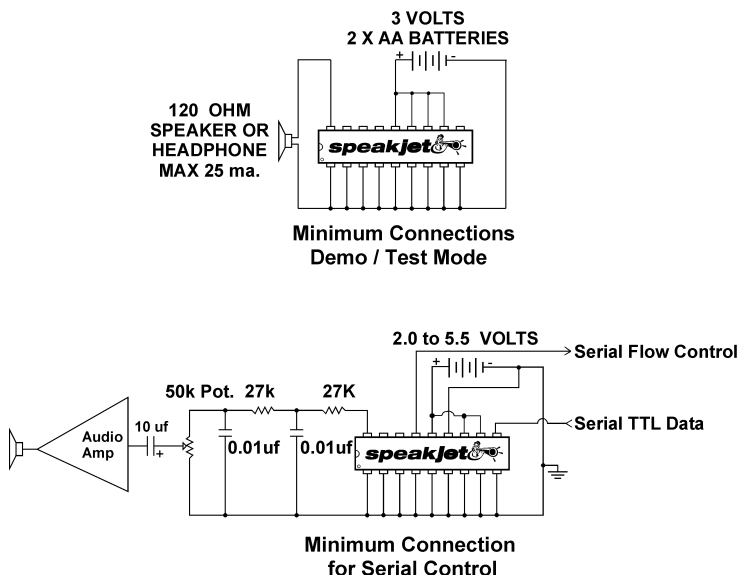 3 VOLTS
2 X AA BATTERIES
+ -
120 OHM
SPEAKER OR
HEADPHONE
MAX 25 ma.
speakjet
Minimum Connections
Demo / Test Mode
2.0 to 5.5 VOLTS
Serial Flow Control
+ -
50k Pot. 27k 27K
Serial TTL Data
10 uf
+
Audio
Amp
0.01uf 0.01uf
speakjet
Minimum Connection
for Serial Control